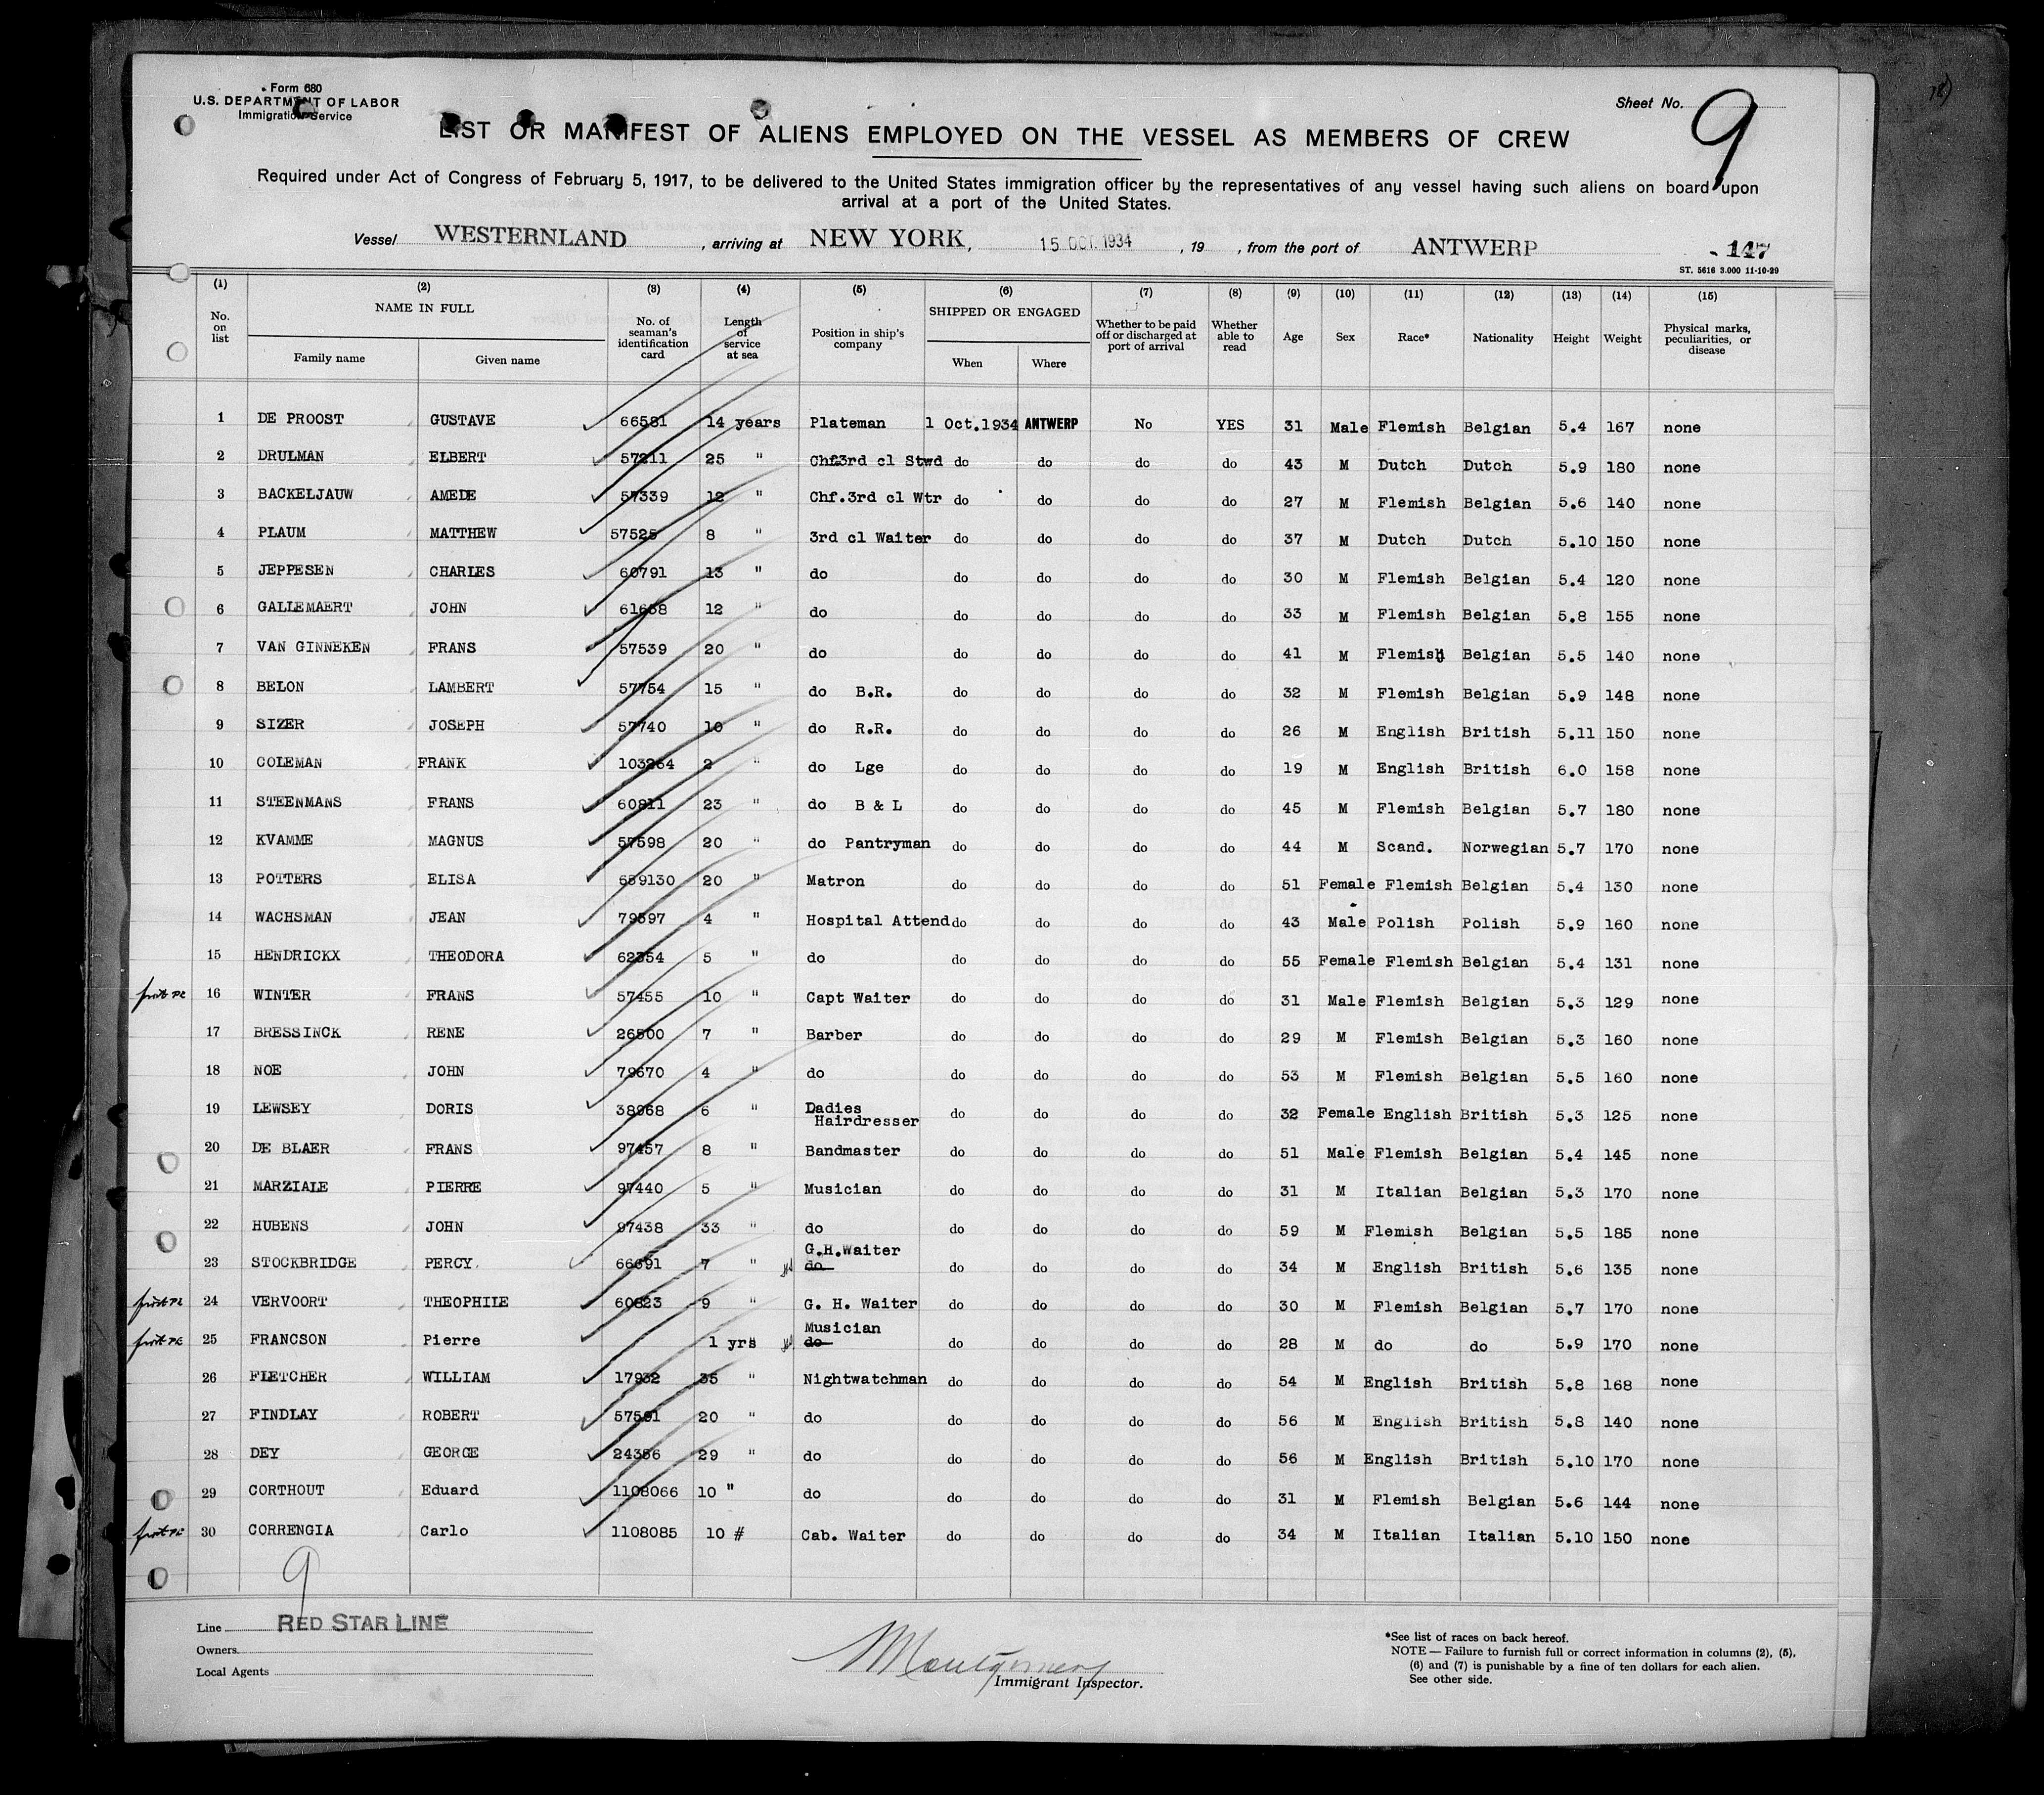 Form 680
U.S. DEPARTMENT OF LABOR
Immigration Service
Sheet No. 9
LIST OR MANIFEST OF ALIENS EMPLOYED ON THE VESSEL AS MEMBERS OF CREW
Required under Act of Congress of February 5, 1917, to be delivered to the United States immigration officer by the representatives of any vessel having such aliens on board upon
arrival at a port of the United States.
Vessel WESTERNLAND , arriving at NEW YORK, 15 OCT. 1934 , 19 , from the port of ANTWERP 147
ST. 5616 3.000 11-10-29
(1) (2) (3) (4) (5) (6) (7) (8) (9) (10) (11) (12) (13) (14) (15)
No. on list NAME IN FULL Family name Given name No. of seaman's identification card Length of service at sea Position in ship's company SHIPPED OR ENGAGED When Where Whether to be paid off or discharged at port of arrival Whether able to read Age Sex Race* Nationality Height Weight Physical marks, peculiarities, or disease
1 DE PROOST GUSTAVE 66581 14 years Plateman 1 Oct.1934 ANTWERP No YES 31 Male Flemish Belgian 5.4 167 none
2 DRULMAN ELBERT 57211 25 " Chf3rd cl Stwd do do do do 43 M Dutch Dutch 5.9 180 none
3 BACKELJAUW AMEDE 57339 12 " Chf.3rd cl Wtr do do do do 27 M Flemish Belgian 5.6 140 none
4 PLAUM MATTHEW 57525 8 " 3rd cl Waiter do do do do 37 M Dutch Dutch 5.10 150 none
5 JEPPESEN CHARLES 60791 13 " do do do do do 30 M Flemish Belgian 5.4 120 none
6 GALLEMAERT JOHN 61658 12 " do do do do do 33 M Flemish Belgian 5.8 155 none
7 VAN GINNEKEN FRANS 57539 20 " do do do do do 41 M Flemish Belgian 5.5 140 none
8 BELON LAMBERT 57754 15 " do B.R. do do do do 32 M Flemish Belgian 5.9 148 none
9 SIZER JOSEPH 57740 10 " do R.R. do do do do 26 M English British 5.11 150 none
10 COLEMAN FRANK 103264 2 " do Lge do do do do 19 M English British 6.0 158 none
11 STEENMANS FRANS 60811 23 " do B & L do do do do 45 M Flemish Belgian 5.7 180 none
12 KVAMME MAGNUS 57598 20 " do Pantryman do do do do 44 M Scand. Norwegian 5.7 170 none
13 POTTERS ELISA 659130 20 " Matron do do do do 51 Female Flemish Belgian 5.4 130 none
14 WACHSMAN JEAN 79597 4 " Hospital Attend do do do do 43 Male Polish Polish 5.9 160 none
15 HENDRICKX THEODORA 62354 5 " do do do do do 55 Female Flemish Belgian 5.4 131 none
16 WINTER FRANS 57455 10 " Capt Waiter do do do do 31 Male Flemish Belgian 5.3 129 none
17 BRESSINCK RENE 26500 7 " Barber do do do do 29 M Flemish Belgian 5.3 160 none
18 NOE JOHN 79670 4 " do do do do do 53 M Flemish Belgian 5.5 160 none
19 LEWSEY DORIS 38968 6 " Dadies Hairdresser do do do do 32 Female English British 5.3 125 none
20 DE BLAER FRANS 97457 8 " Bandmaster do do do do 51 Male Flemish Belgian 5.4 145 none
21 MARZIALE PIERRE 97440 5 " Musician do do do do 31 M Italian Belgian 5.3 170 none
22 HUBENS JOHN 97438 33 " do do do do do 59 M Flemish Belgian 5.5 185 none
23 STOCKBRIDGE PERCY. 66691 7 " G.H.Waiter do do do do do 34 M English British 5.6 135 none
24 VERVOORT THEOPHILE 60823 9 " G. H. Waiter do do do do 30 M Flemish Belgian 5.7 170 none
25 FRANCSON Pierre 1 yrs Musician do do do do do 28 M do do 5.9 170 none
26 FLETCHER WILLIAM 17932 35 " Nightwatchman do do do do 54 M English British 5.8 168 none
27 FINDLAY ROBERT 57591 20 " do do do do do 56 M English British 5.8 140 none
28 DEY GEORGE 24356 29 " do do do do do 56 M English British 5.10 170 none
29 CORTHOUT Eduard 1108066 10 " do do do do do 31 M Flemish Belgian 5.6 144 none
30 CORRENGIA Carlo 1108085 10 # Cab. Waiter do do do do 34 M Italian Italian 5.10 150 none
9
Line RED STAR LINE
Owners
Local Agents
Montgomery
Immigrant Inspector.
*See list of races on back hereof.
NOTE — Failure to furnish full or correct information in columns (2), (5),
(6) and (7) is punishable by a fine of ten dollars for each alien.
See other side.